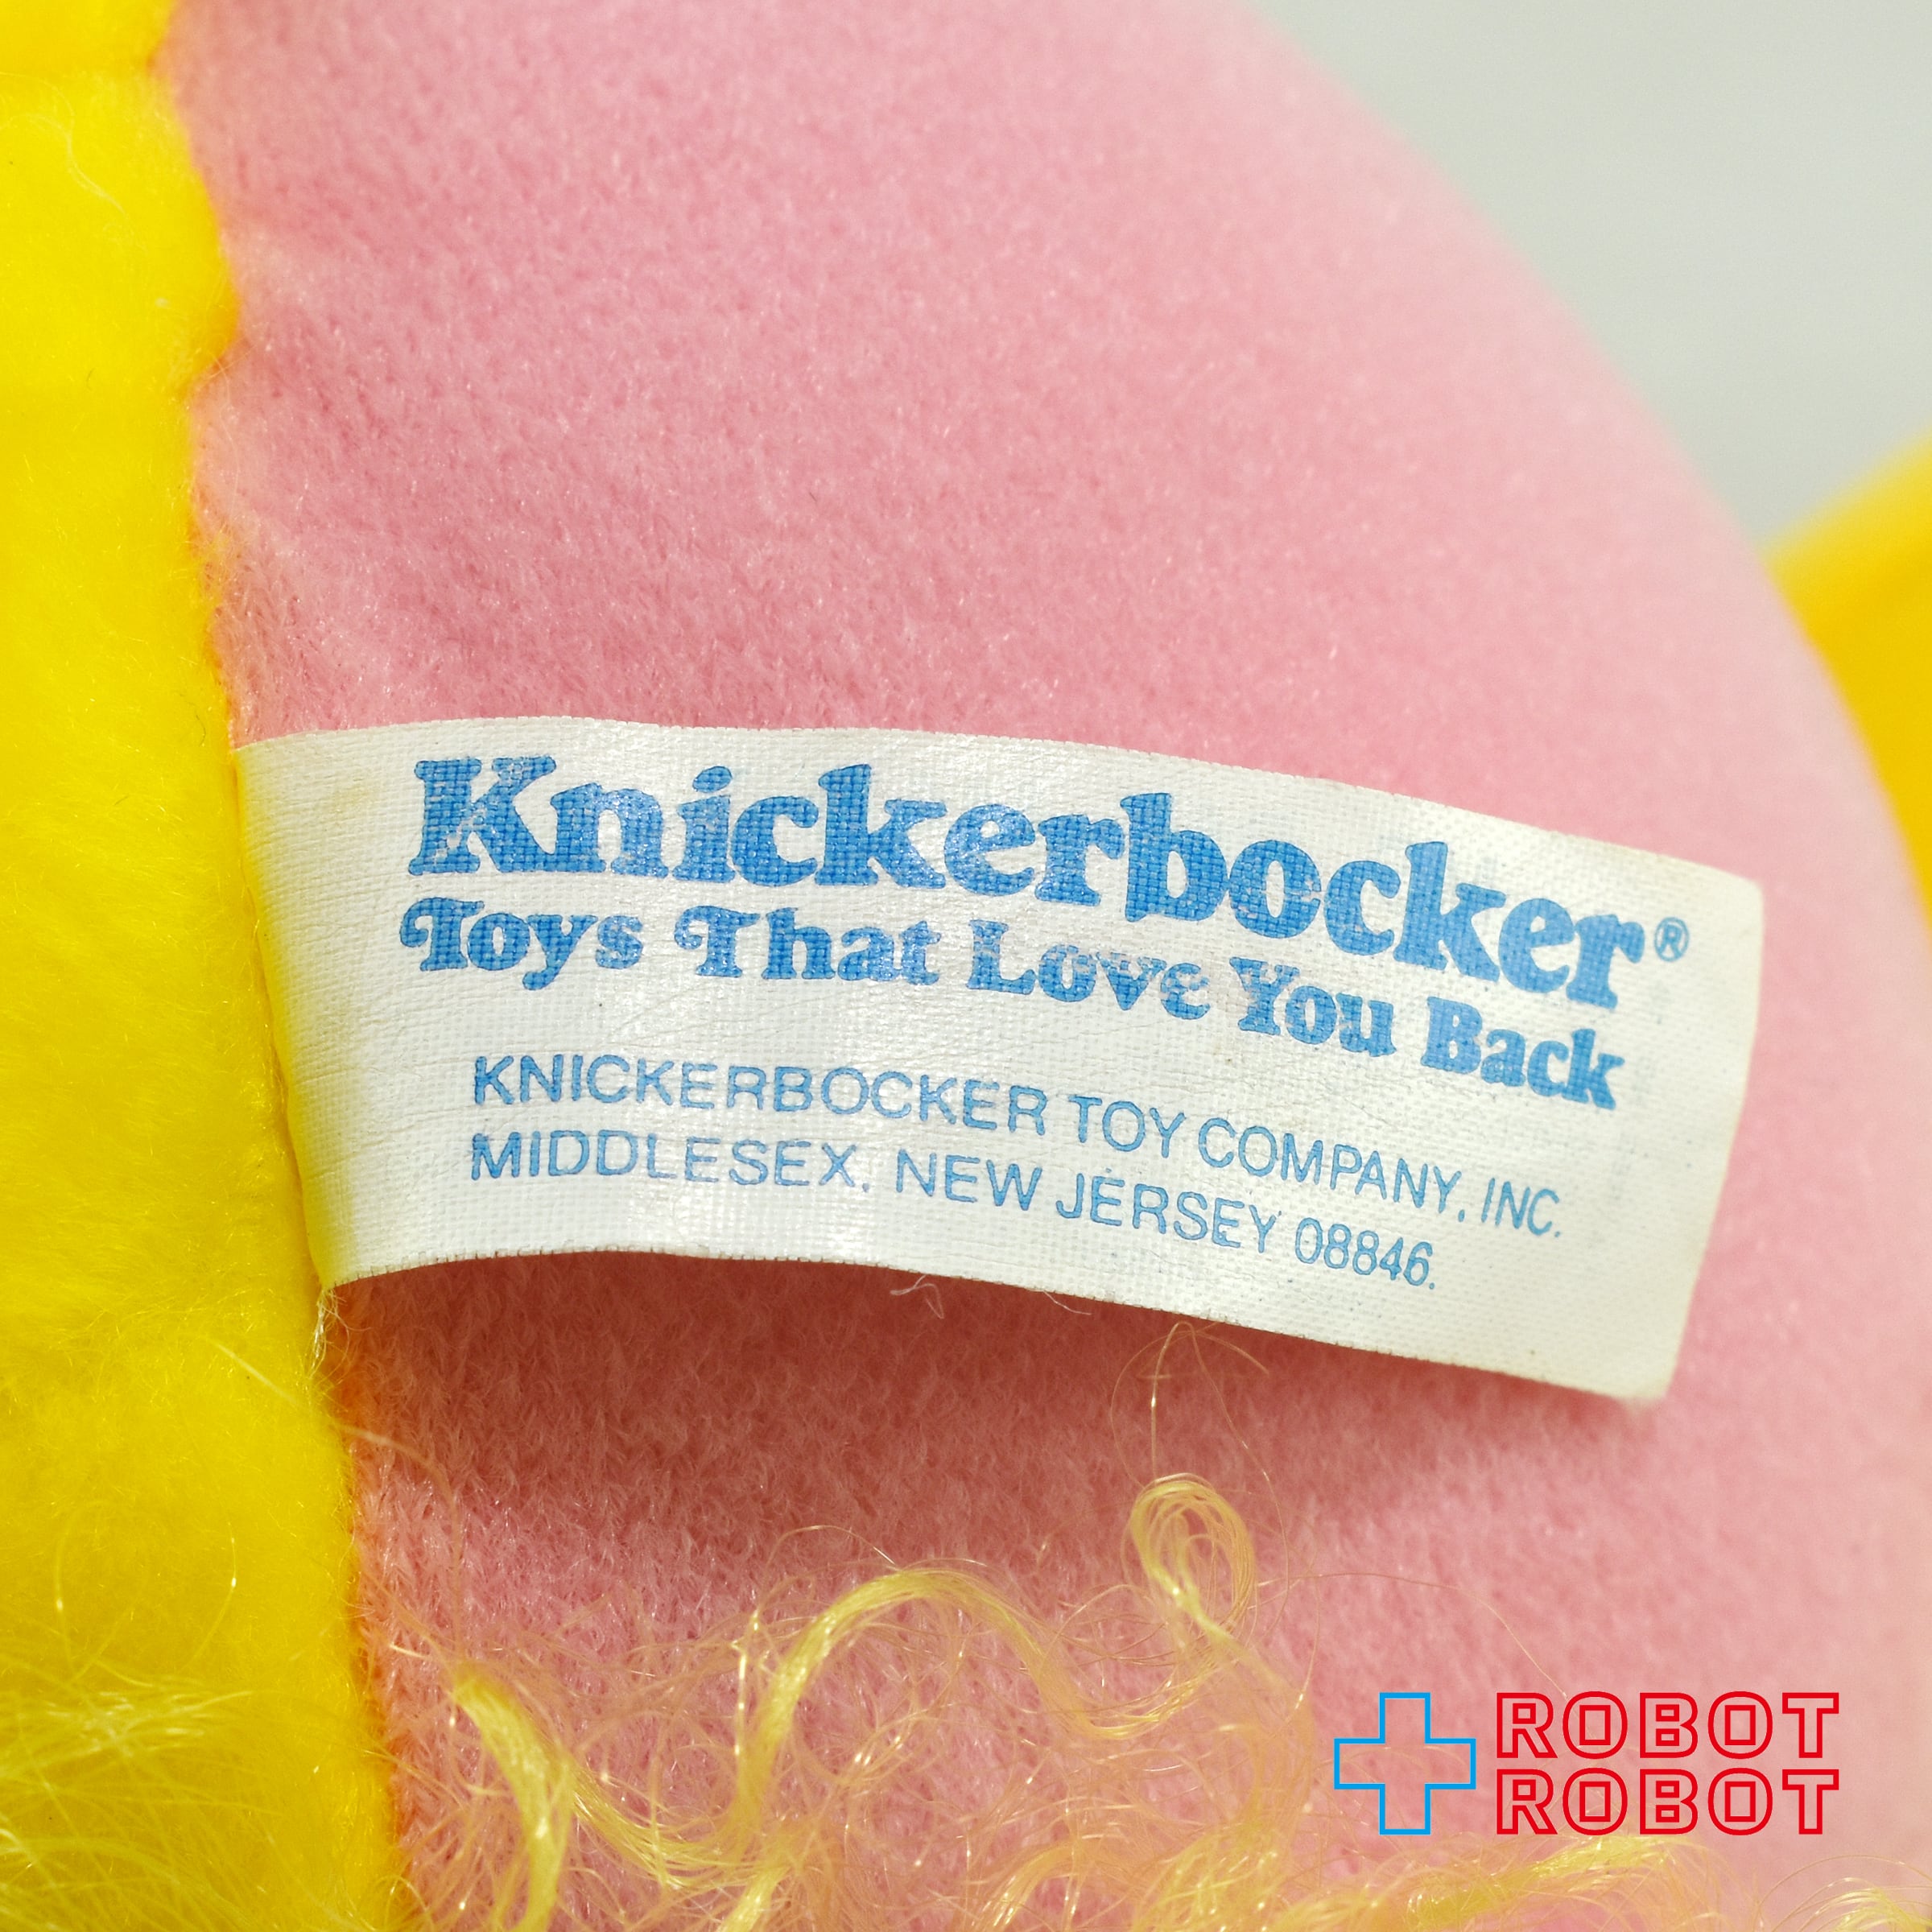 Knickerbocker®
Toys That Love You Back
KNICKERBOCKER TOY COMPANY, INC.
MIDDLESEX, NEW JERSEY 08846.
ROBOT
ROBOT